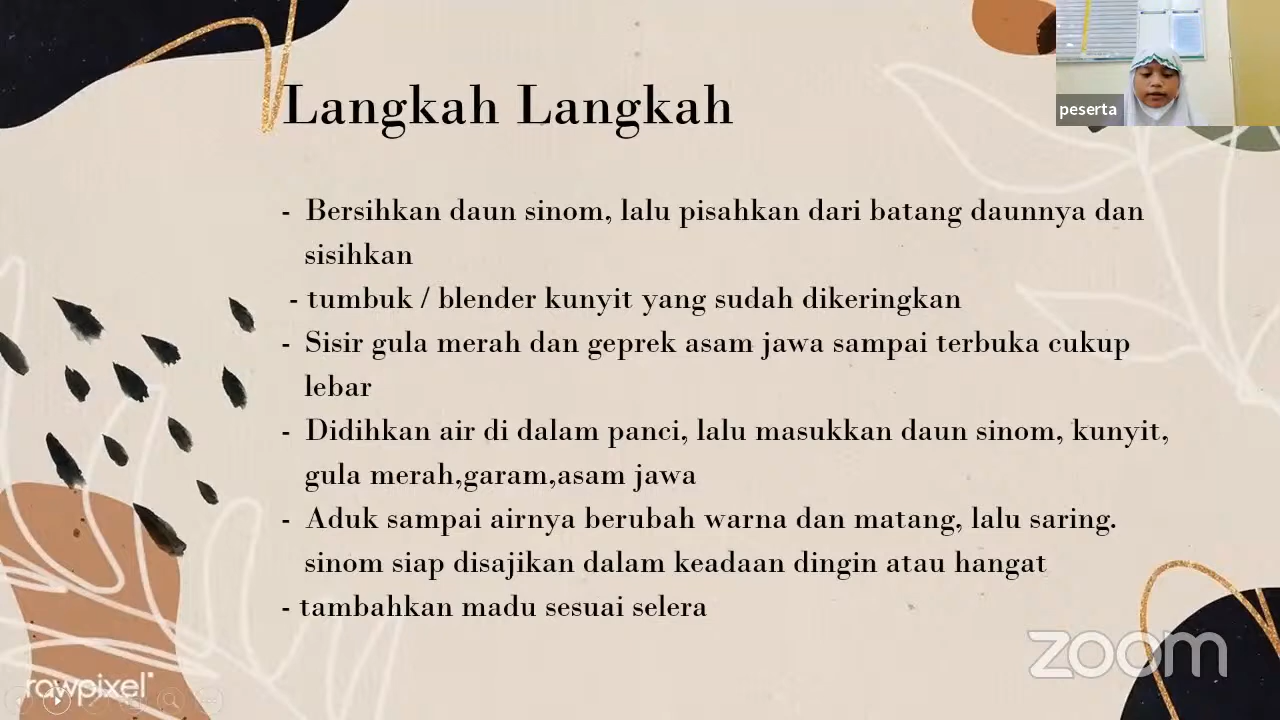 peserta
Langkah Langkah
- Bersihkan daun sinom, lalu pisahkan dari batang daunnya dan
sisihkan
- tumbuk / blender kunyit yang sudah dikeringkan
- Sisir gula merah dan geprek asam jawa sampai terbuka cukup
lebar
- Didihkan air di dalam panci, lalu masukkan daun sinom, kunyit,
gula merah,garam,asam jawa
- Aduk sampai airnya berubah warna dan matang, lalu saring.
sinom siap disajikan dalam keadaan dingin atau hangat
- tambahkan madu sesuai selera
zoom
rawpixel